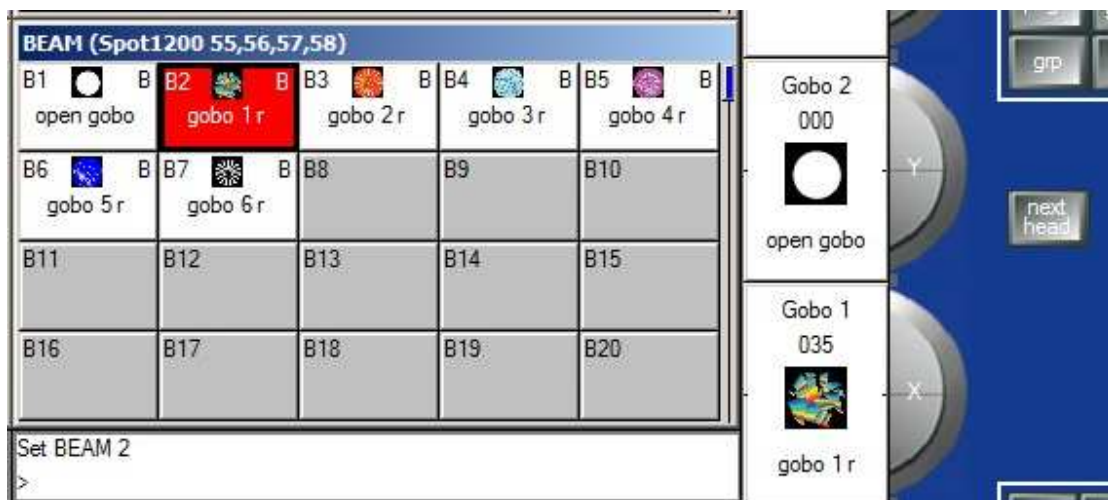 BEAM (Spot1200 55,56,57,58)
B1 B
open gobo
B2 B
gobo 1 r
B3 B
gobo 2 r
B4 B
gobo 3 r
B5 B
gobo 4 r
B6 B
gobo 5 r
B7 B
gobo 6 r
B8
B9
B10
B11
B12
B13
B14
B15
B16
B17
B18
B19
B20
Set BEAM 2
>
Gobo 2
000
open gobo
Y
Gobo 1
035
gobo 1 r
X
grp
next
head